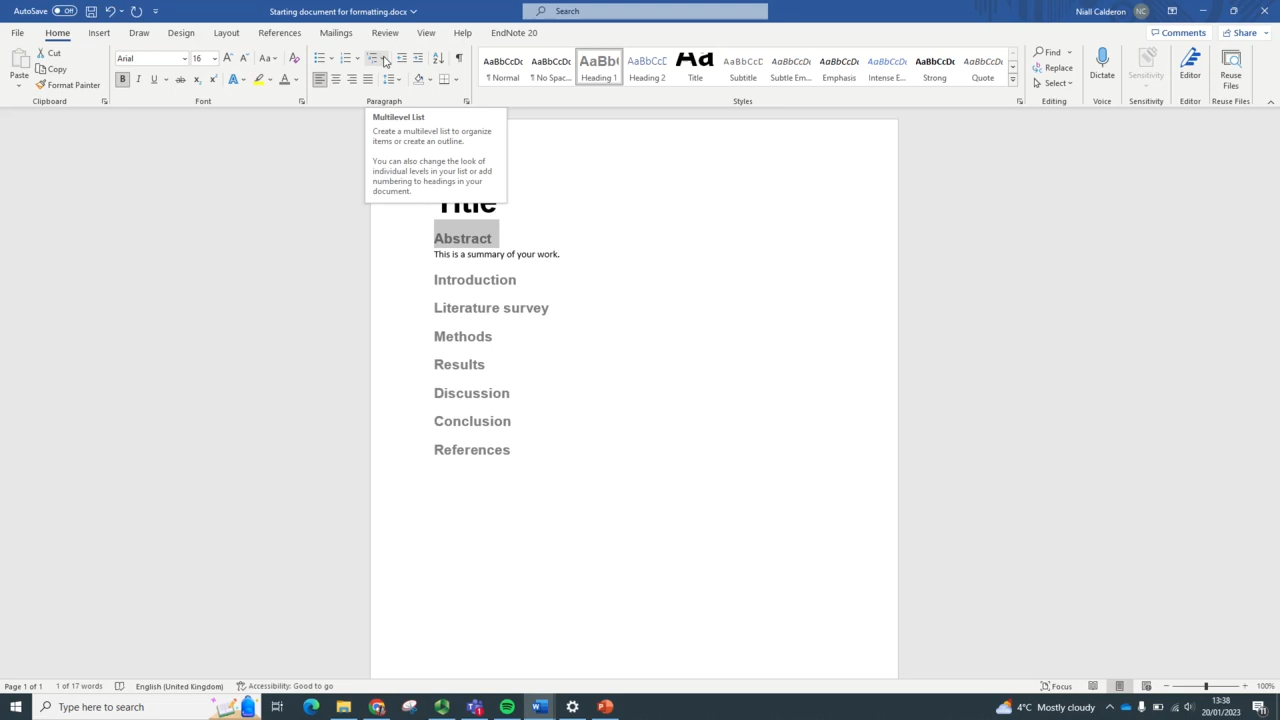 AutoSave Off
Starting document for formatting.docx
Search
Niall Calderon
File Home Insert Draw Design Layout References Mailings Review View Help EndNote 20
Comments Share
Paste
Cut
Copy
Format Painter
Arial 16
AaBbCcDc AaBbCcDc AaBb( AaBbCcD Aa AaBbCcD AaBbCcDc AaBbCcDc AaBbCcDc AaBbCcDc AaBbCcDc
¶ Normal ¶ No Spac... Heading 1 Heading 2 Title Subtitle Subtle Em... Emphasis Intense E... Strong Quote
Find
Replace
Select
Dictate
Sensitivity
Editor
Reuse
Files
Clipboard Font Paragraph Styles Editing Voice Sensitivity Editor Reuse Files
Multilevel List
Create a multilevel list to organize
items or create an outline.
You can also change the look of
individual levels in your list or add
numbering to headings in your
document.
Title
Abstract
This is a summary of your work.
Introduction
Literature survey
Methods
Results
Discussion
Conclusion
References
Page 1 of 1 1 of 17 words English (United Kingdom) Accessibility: Good to go
Focus
100%
Type here to search
4°C Mostly cloudy
13:38
20/01/2023